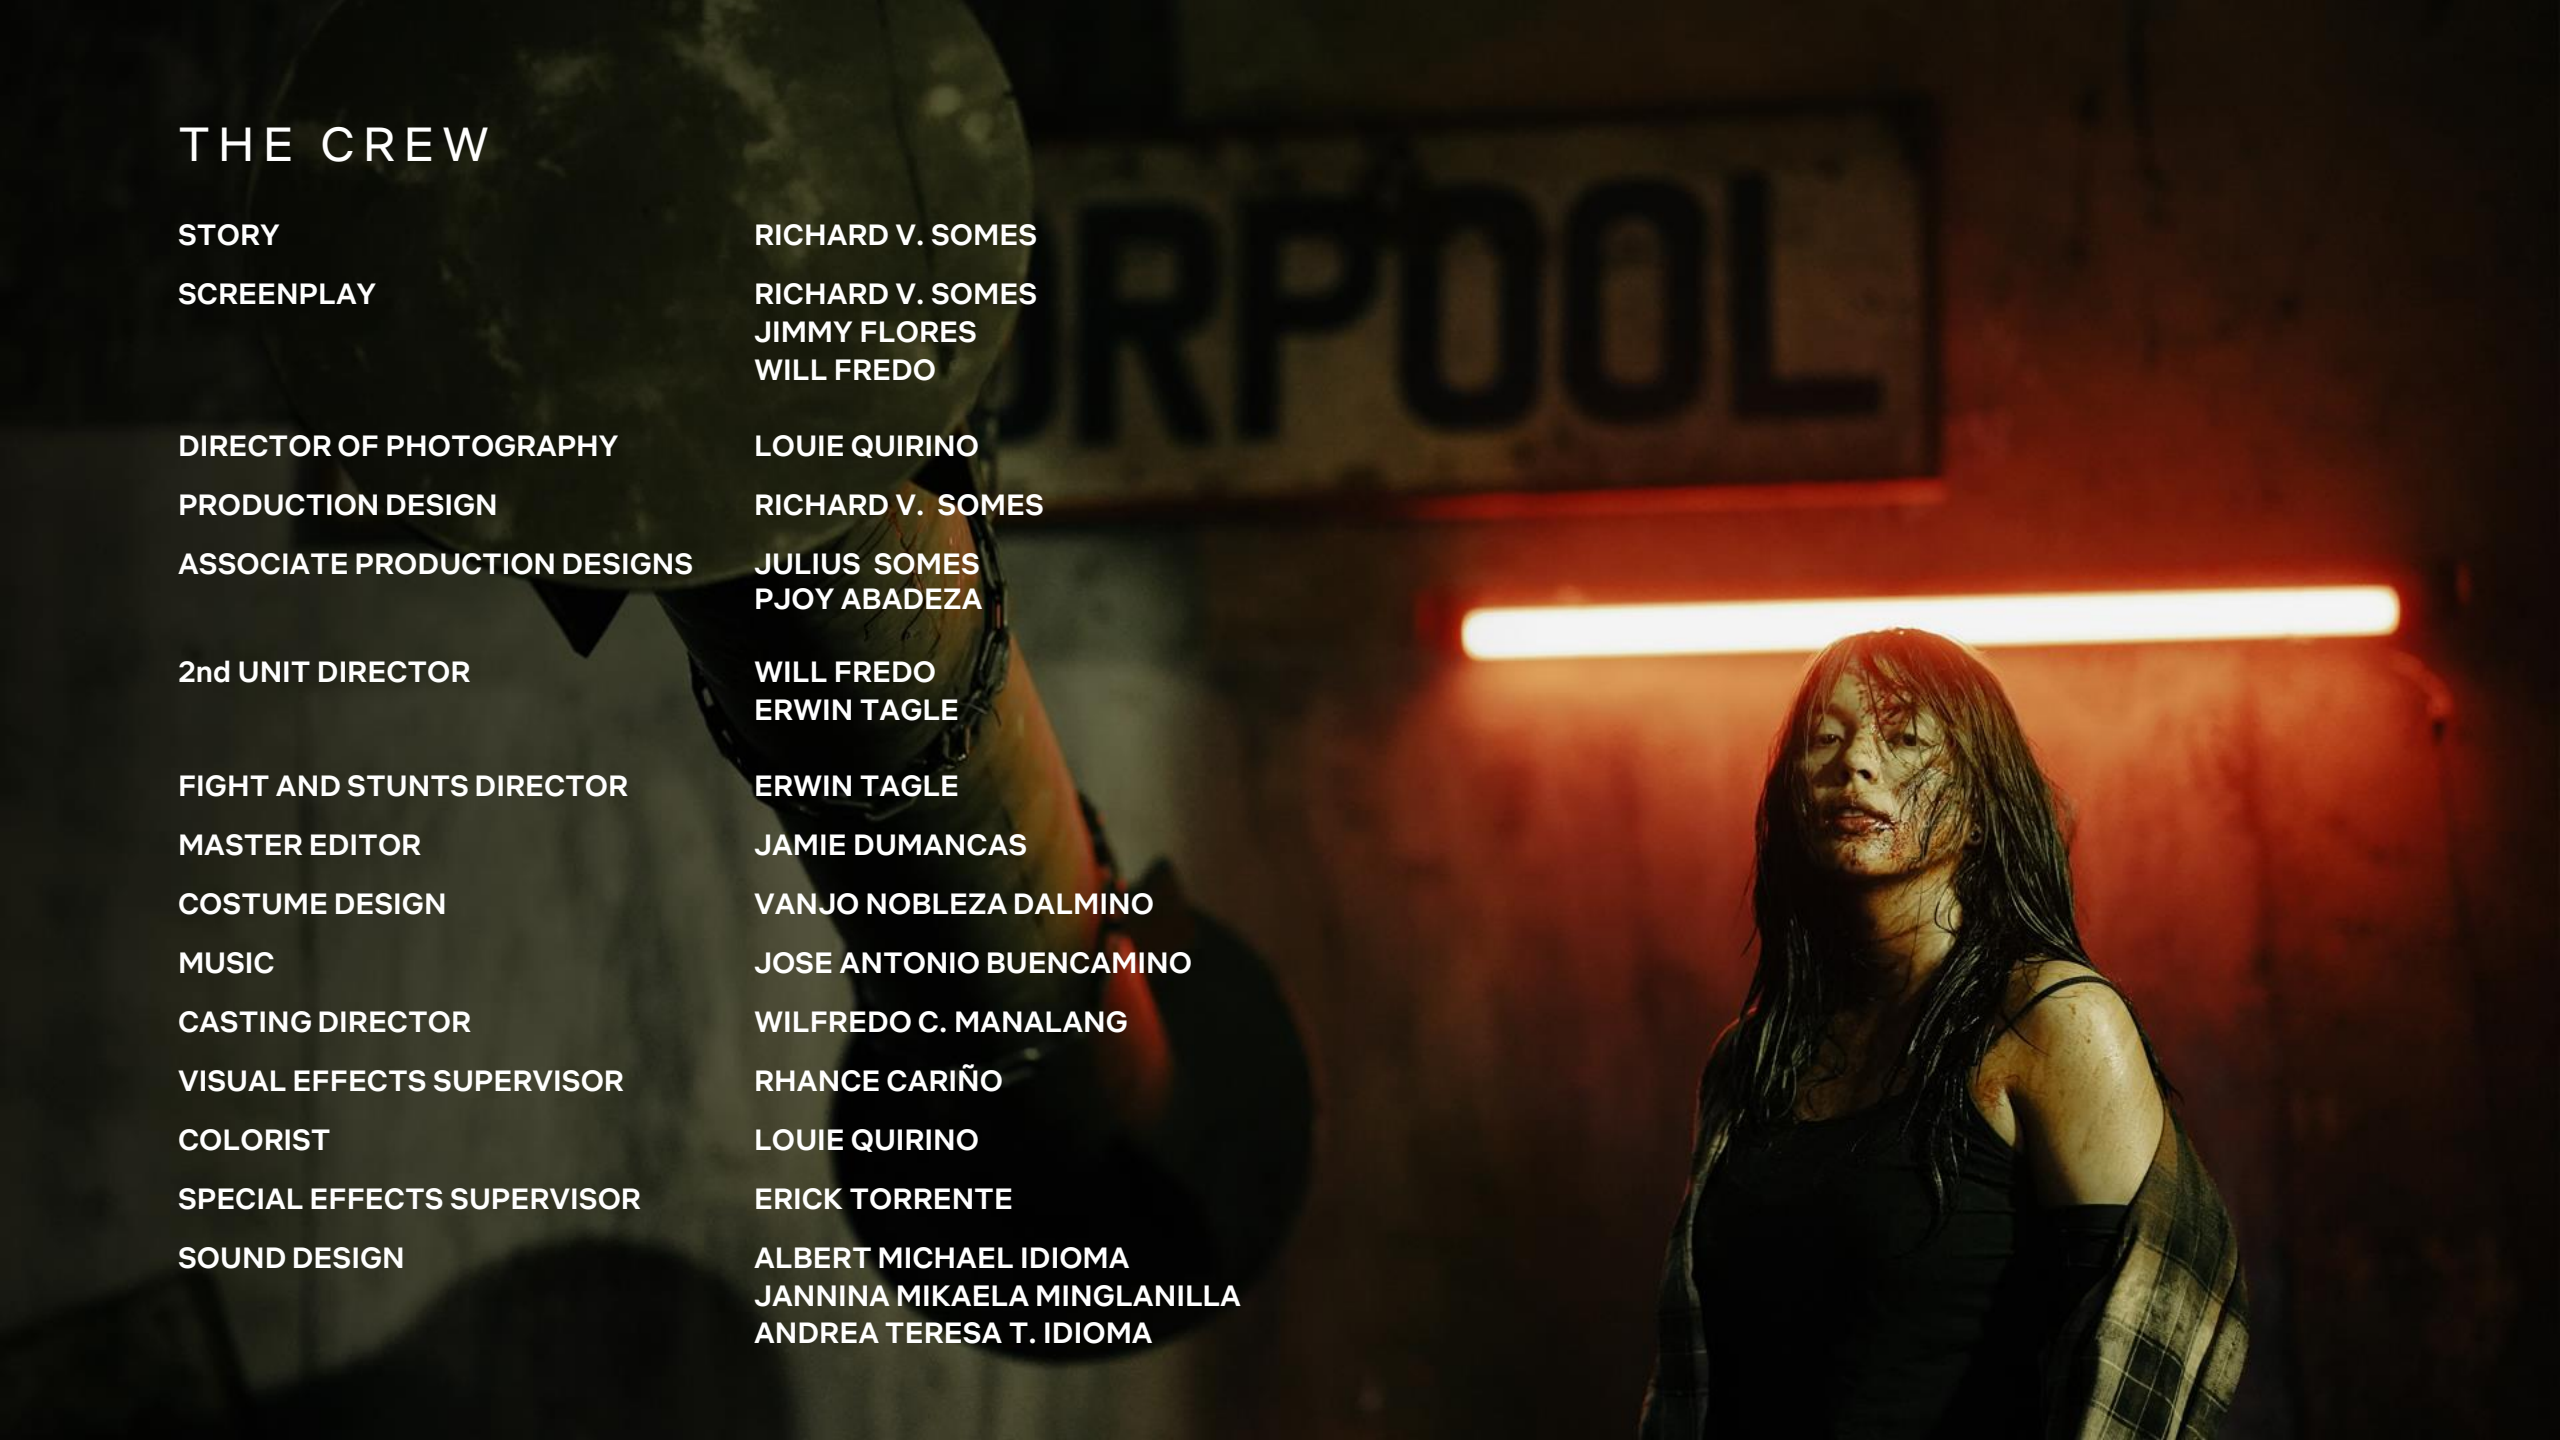 THE CREW
STORY RICHARD V. SOMES
SCREENPLAY RICHARD V. SOMES
JIMMY FLORES
WILL FREDO
DIRECTOR OF PHOTOGRAPHY LOUIE QUIRINO
PRODUCTION DESIGN RICHARD V. SOMES
ASSOCIATE PRODUCTION DESIGNS JULIUS SOMES
PJOY ABADEZA
2nd UNIT DIRECTOR WILL FREDO
ERWIN TAGLE
FIGHT AND STUNTS DIRECTOR ERWIN TAGLE
MASTER EDITOR JAMIE DUMANCAS
COSTUME DESIGN VANJO NOBLEZA DALMINO
MUSIC JOSE ANTONIO BUENCAMINO
CASTING DIRECTOR WILFREDO C. MANALANG
VISUAL EFFECTS SUPERVISOR RHANCE CARIÑO
COLORIST LOUIE QUIRINO
SPECIAL EFFECTS SUPERVISOR ERICK TORRENTE
SOUND DESIGN ALBERT MICHAEL IDIOMA
JANNINA MIKAELA MINGLANILLA
ANDREA TERESA T. IDIOMA
RPOOL